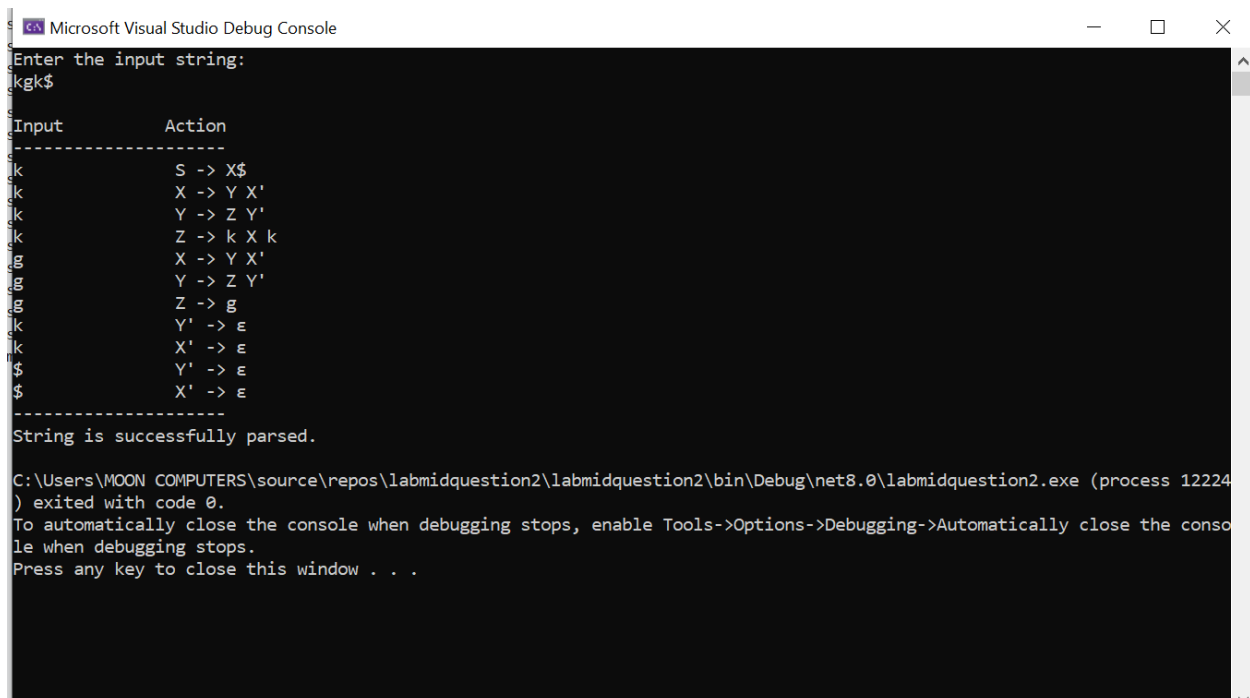 Microsoft Visual Studio Debug Console
Enter the input string:
kgk$
Input Action
---------------------
k S -> X$
k X -> Y X'
k Y -> Z Y'
k Z -> k X k
g X -> Y X'
g Y -> Z Y'
g Z -> g
k Y' -> ε
k X' -> ε
$ Y' -> ε
$ X' -> ε
---------------------
String is successfully parsed.
C:\Users\MOON COMPUTERS\source\repos\labmidquestion2\labmidquestion2\bin\Debug\net8.0\labmidquestion2.exe (process 12224
) exited with code 0.
To automatically close the console when debugging stops, enable Tools->Options->Debugging->Automatically close the conso
le when debugging stops.
Press any key to close this window . . .